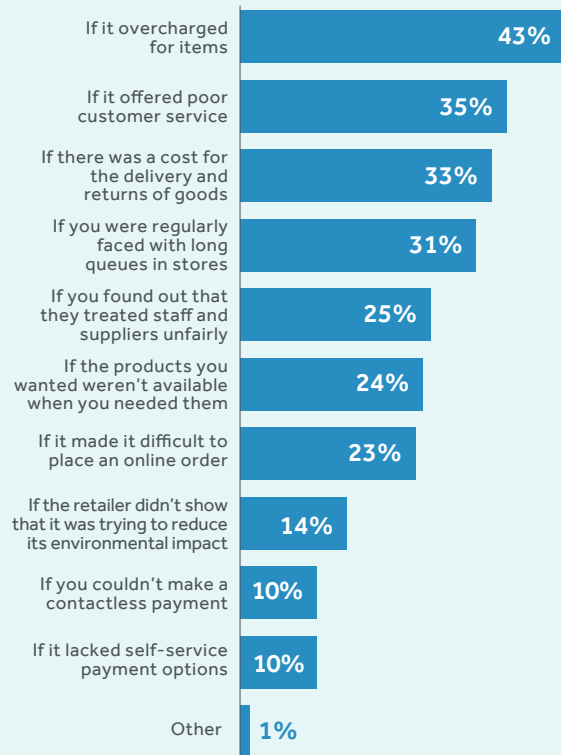 If it overcharged
for items
43%
If it offered poor
customer service
35%
If there was a cost for
the delivery and
returns of goods
33%
If you were regularly
faced with long
queues in stores
31%
If you found out that
they treated staff and
suppliers unfairly
25%
If the products you
wanted weren't available
when you needed them
24%
If it made it difficult to
place an online order
23%
If the retailer didn't show
that it was trying to reduce
its environmental impact
14%
If you couldn't make a
contactless payment
10%
If it lacked self-service
payment options
10%
Other
1%